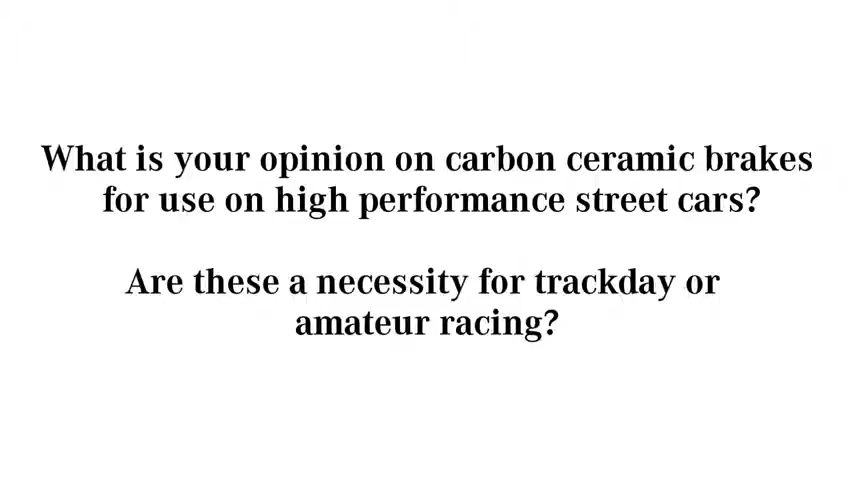 What is your opinion on carbon ceramic brakes
for use on high performance street cars?
Are these a necessity for trackday or
amateur racing?